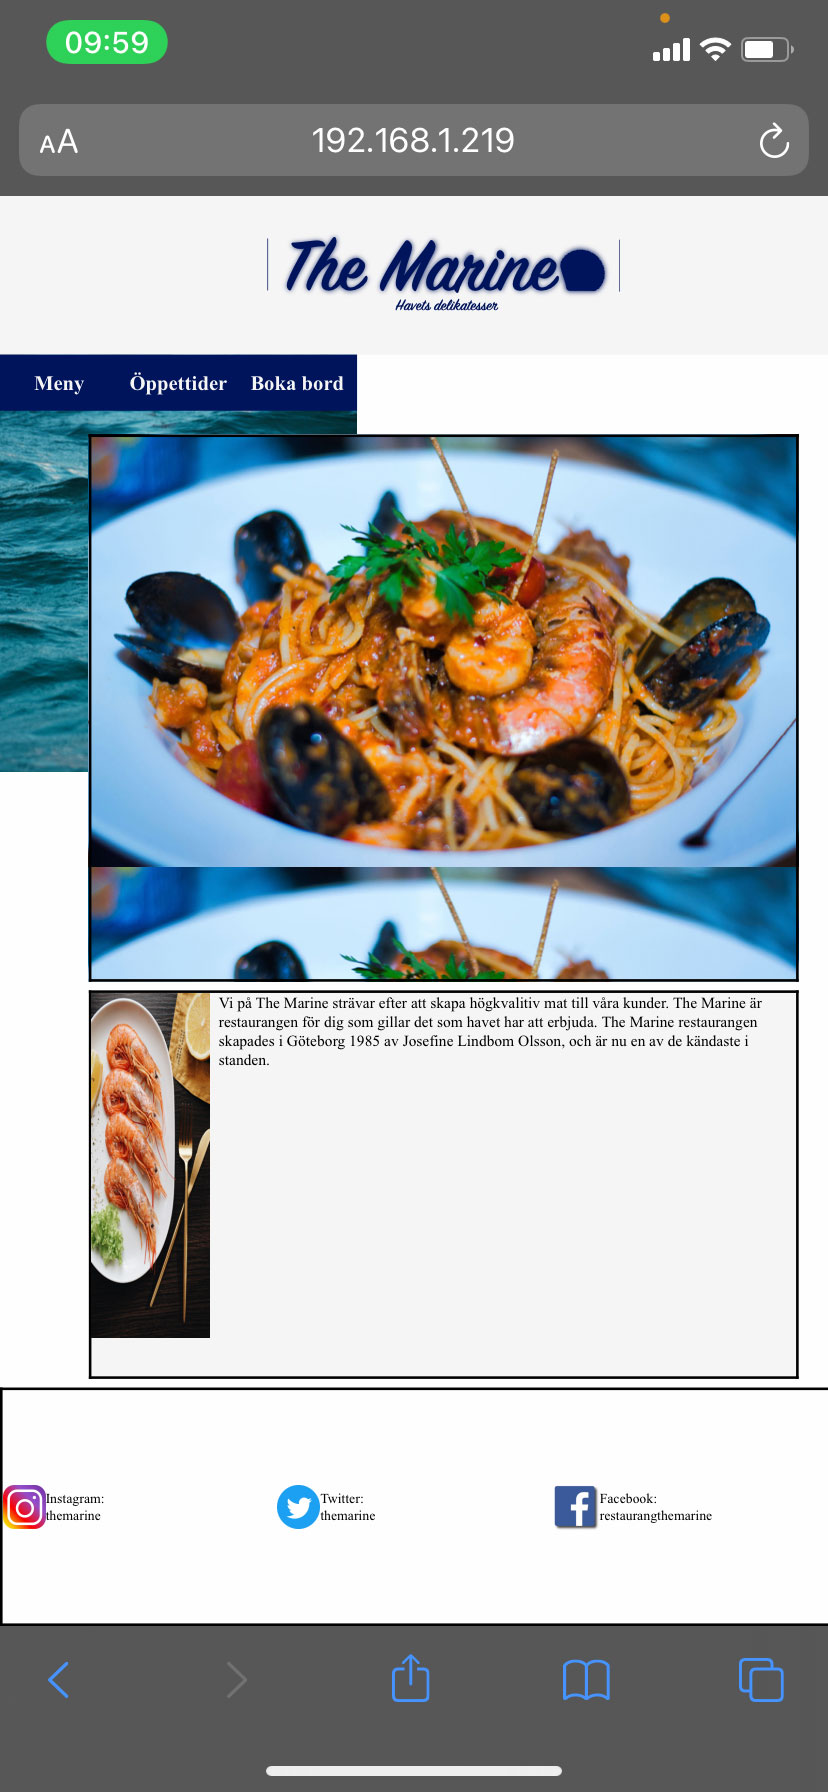 09:59
AA
192.168.1.219
The Marine
Havets delikatesser
Meny Öppettider Boka bord
Vi på The Marine strävar efter att skapa högkvalitiv mat till våra kunder. The Marine är
restaurangen för dig som gillar det som havet har att erbjuda. The Marine restaurangen
skapades i Göteborg 1985 av Josefine Lindbom Olsson, och är nu en av de kändaste i
standen.
Instagram:
themarine
Twitter:
themarine
Facebook:
restaurangthemarine